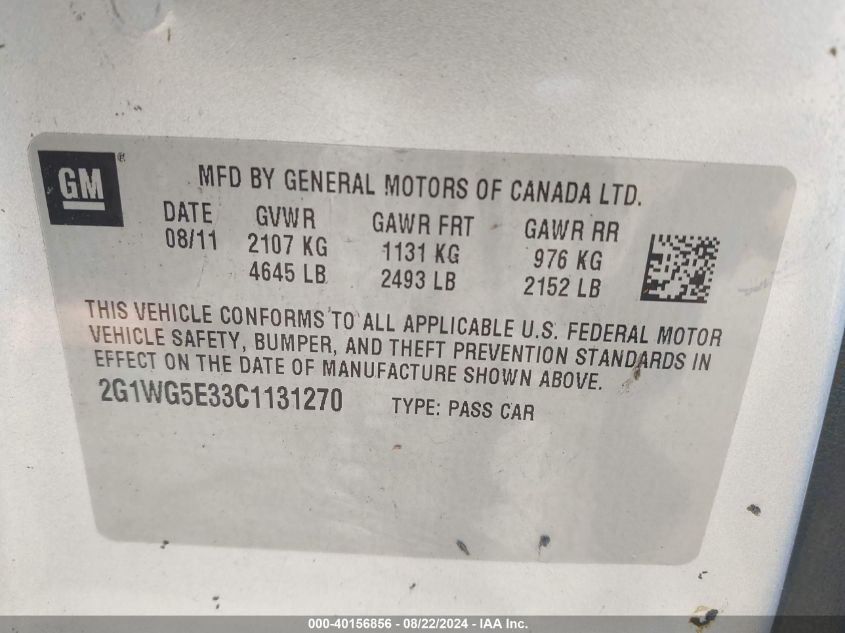 GM®
MFD BY GENERAL MOTORS OF CANADA LTD.
DATE GVWR GAWR FRT GAWR RR
08/11 2107 KG 1131 KG 976 KG
4645 LB 2493 LB 2152 LB
THIS VEHICLE CONFORMS TO ALL APPLICABLE U.S. FEDERAL MOTOR
VEHICLE SAFETY, BUMPER, AND THEFT PREVENTION STANDARDS IN
EFFECT ON THE DATE OF MANUFACTURE SHOWN ABOVE.
2G1WG5E33C1131270 TYPE: PASS CAR
000-40156856 - 08/22/2024 - IAA Inc.